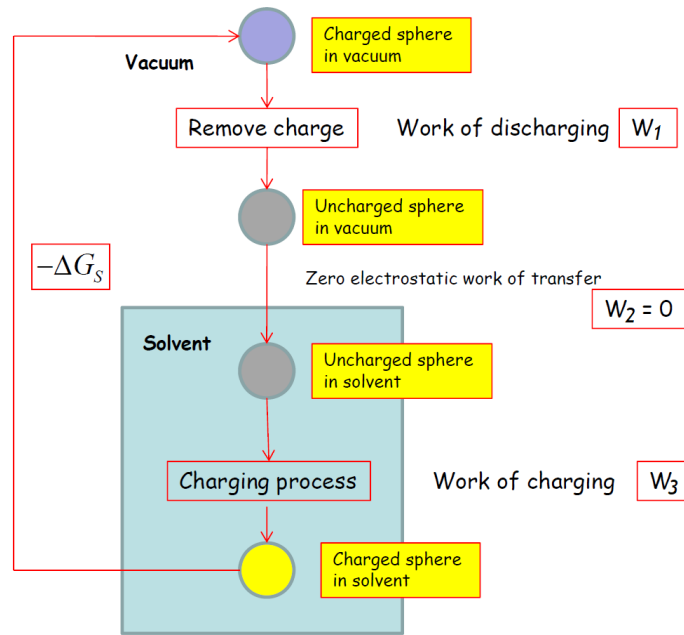 Charged sphere
in vacuum
Vacuum
Remove charge
Work of discharging
W1
Uncharged sphere
in vacuum
−ΔGS
Zero electrostatic work of transfer
W2 = 0
Solvent
Uncharged sphere
in solvent
Charging process
Work of charging
W3
Charged sphere
in solvent